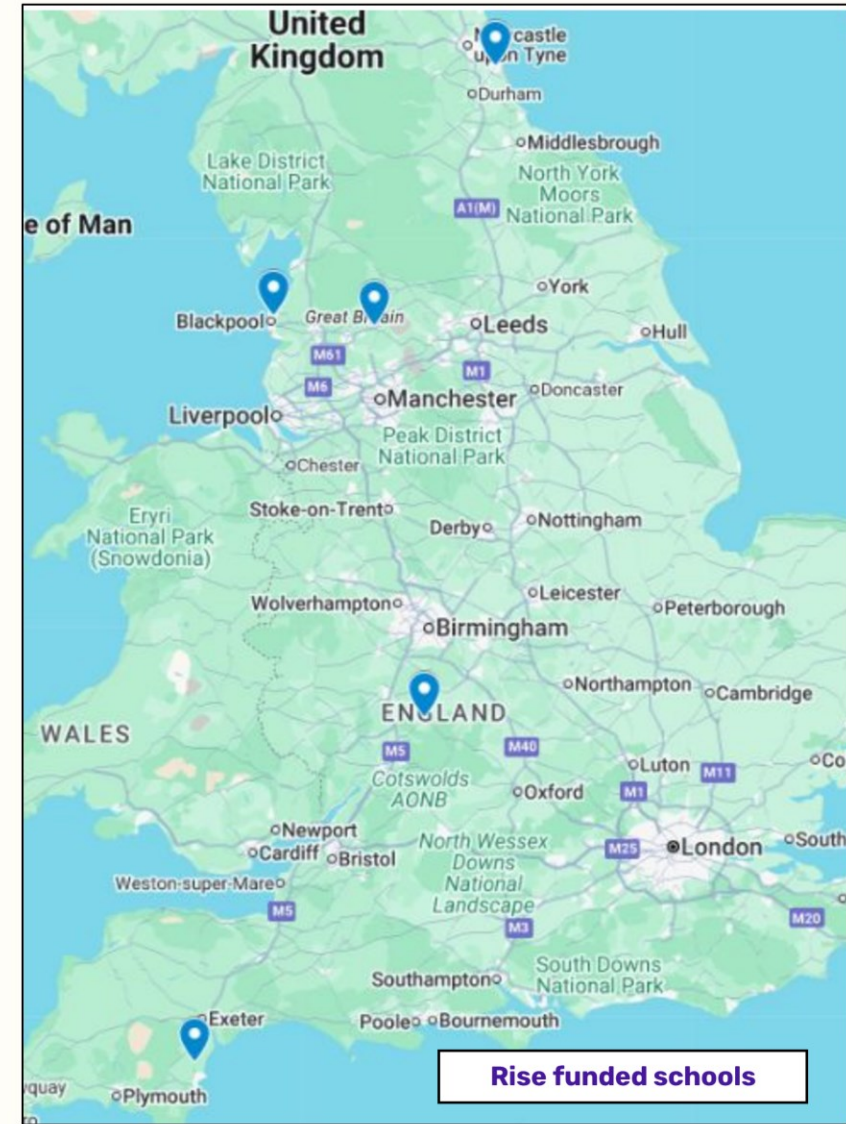 United
Kingdom
upon Tyne
Durham
Middlesbrough
Lake District
National Park
North York
Moors
National Park
A1(M)
e of Man
York
Blackpool
Great Britain
Leeds
Hull
M61
M1
M6
Doncaster
Manchester
Liverpool
Peak District
National Park
Chester
Stoke-on-Trent
Eryri
National Park
(Snowdonia)
Derby
Nottingham
Leicester
Wolverhampton
Peterborough
Birmingham
Northampton
Cambridge
ENGLAND
WALES
M5
M40
Luton
M11
Co
Cotswolds
AONB
Oxford
M1
Newport
Cardiff
Bristol
North Wessex
Downs
National
Landscape
M25
London
South
Weston-super-Mare
M5
M3
M20
Southampton
South Downs
National Park
Exeter
Poole
Bournemouth
quay
Plymouth
Rise funded schools